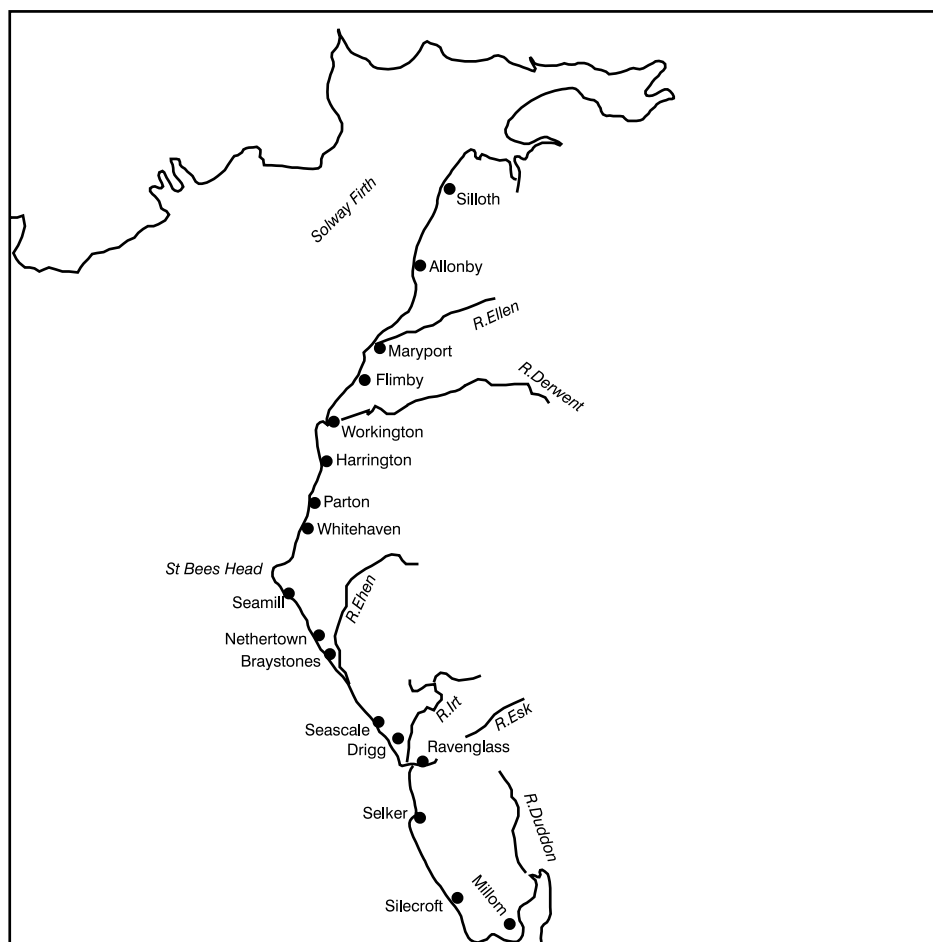 Silloth
Solway Firth
Allonby
R.Ellen
Maryport
Flimby
R.Derwent
Workington
Harrington
Parton
Whitehaven
St Bees Head
Seamill
R.Ehen
Nethertown
Braystones
R.Irt
R.Esk
Seascale
Drigg
Ravenglass
Selker
R.Duddon
Millom
Silecroft